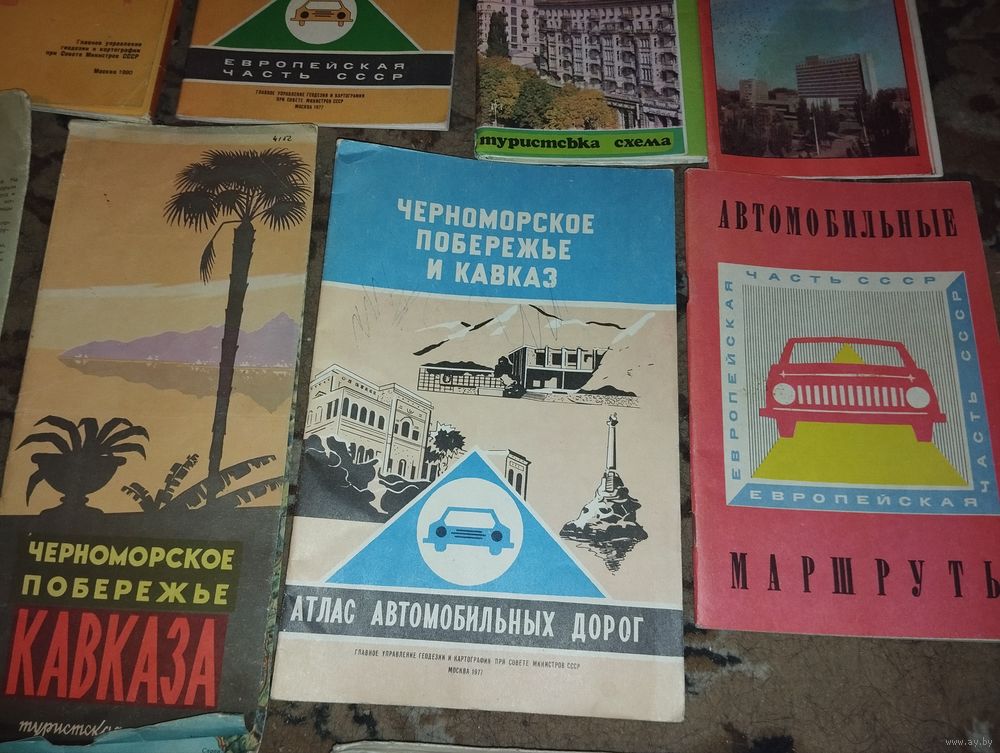 Главное управление
геодезии и картографии
при Совете Министров СССР
Москва 1980
ЕВРОПЕЙСКАЯ
ЧАСТЬ СССР
ГЛАВНОЕ УПРАВЛЕНИЕ ГЕОДЕЗИИ И КАРТОГРАФИИ
ПРИ СОВЕТЕ МИНИСТРОВ СССР
МОСКВА 1977
туристська схема
4152
ЧЕРНОМОРСКОЕ
ПОБЕРЕЖЬЕ
КАВКАЗА
туристская
ЧЕРНОМОРСКОЕ
ПОБЕРЕЖЬЕ
И КАВКАЗ
АТЛАС АВТОМОБИЛЬНЫХ ДОРОГ
ГЛАВНОЕ УПРАВЛЕНИЕ ГЕОДЕЗИИ И КАРТОГРАФИИ ПРИ СОВЕТЕ МИНИСТРОВ СССР
МОСКВА 1977
АВТОМОБИЛЬНЫЕ
ЧАСТЬ СССР
ЕВРОПЕЙСКАЯ
ЧАСТЬ СССР
ЕВРОПЕЙСКАЯ
МАРШРУТЫ
www.ay.by